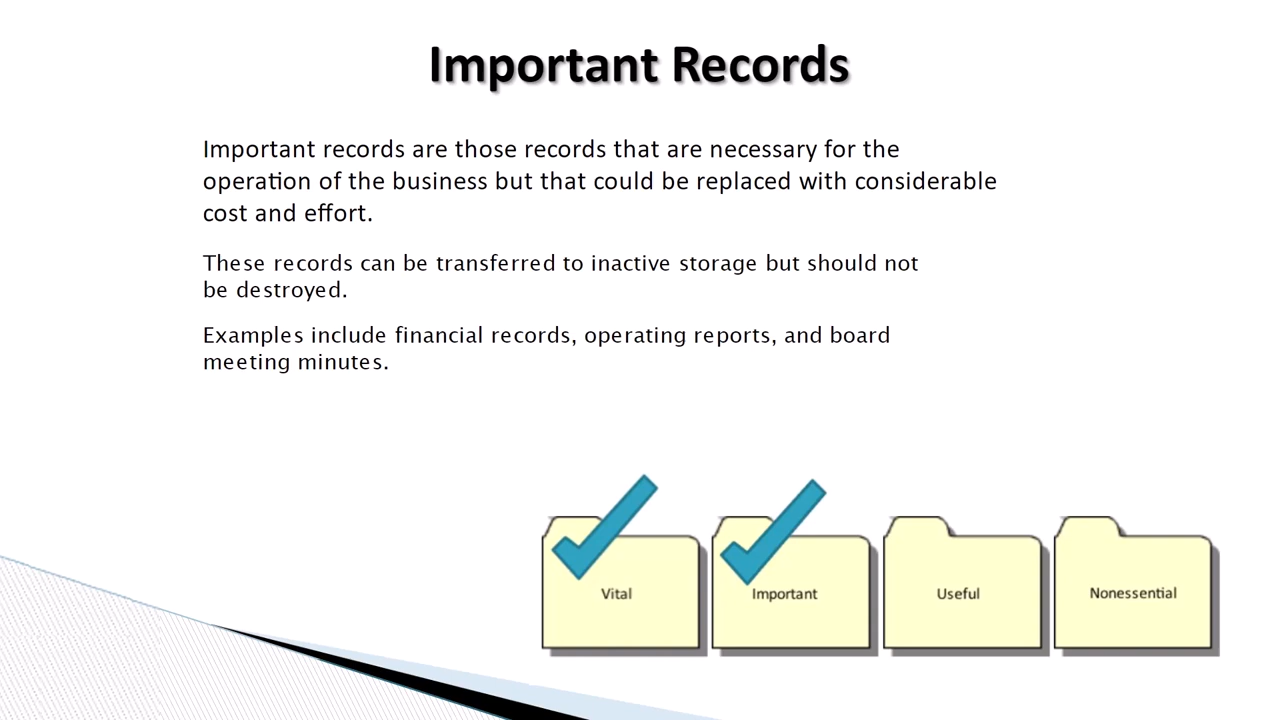 Important Records
Important records are those records that are necessary for the
operation of the business but that could be replaced with considerable
cost and effort.
These records can be transferred to inactive storage but should not
be destroyed.
Examples include financial records, operating reports, and board
meeting minutes.
Vital
Important
Useful
Nonessential